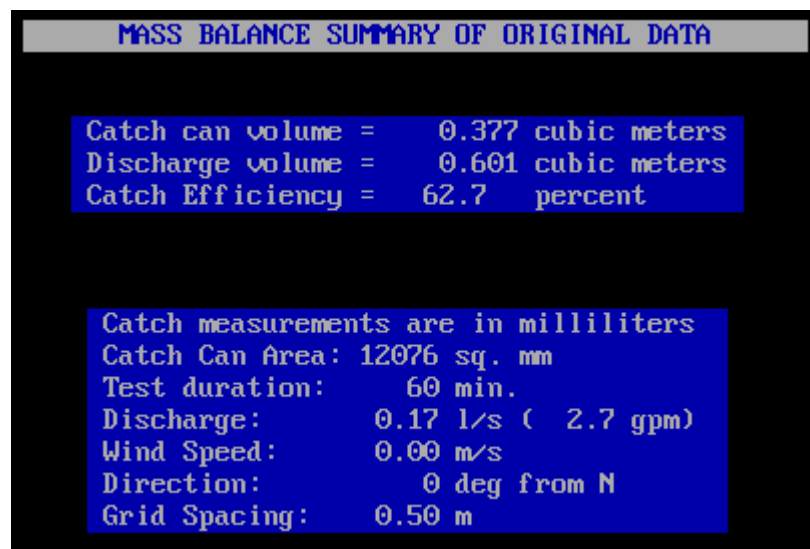 MASS BALANCE SUMMARY OF ORIGINAL DATA
Catch can volume = 0.377 cubic meters
Discharge volume = 0.601 cubic meters
Catch Efficiency = 62.7 percent
Catch measurements are in milliliters
Catch Can Area: 12076 sq. mm
Test duration: 60 min.
Discharge: 0.17 l/s ( 2.7 gpm)
Wind Speed: 0.00 m/s
Direction: 0 deg from N
Grid Spacing: 0.50 m